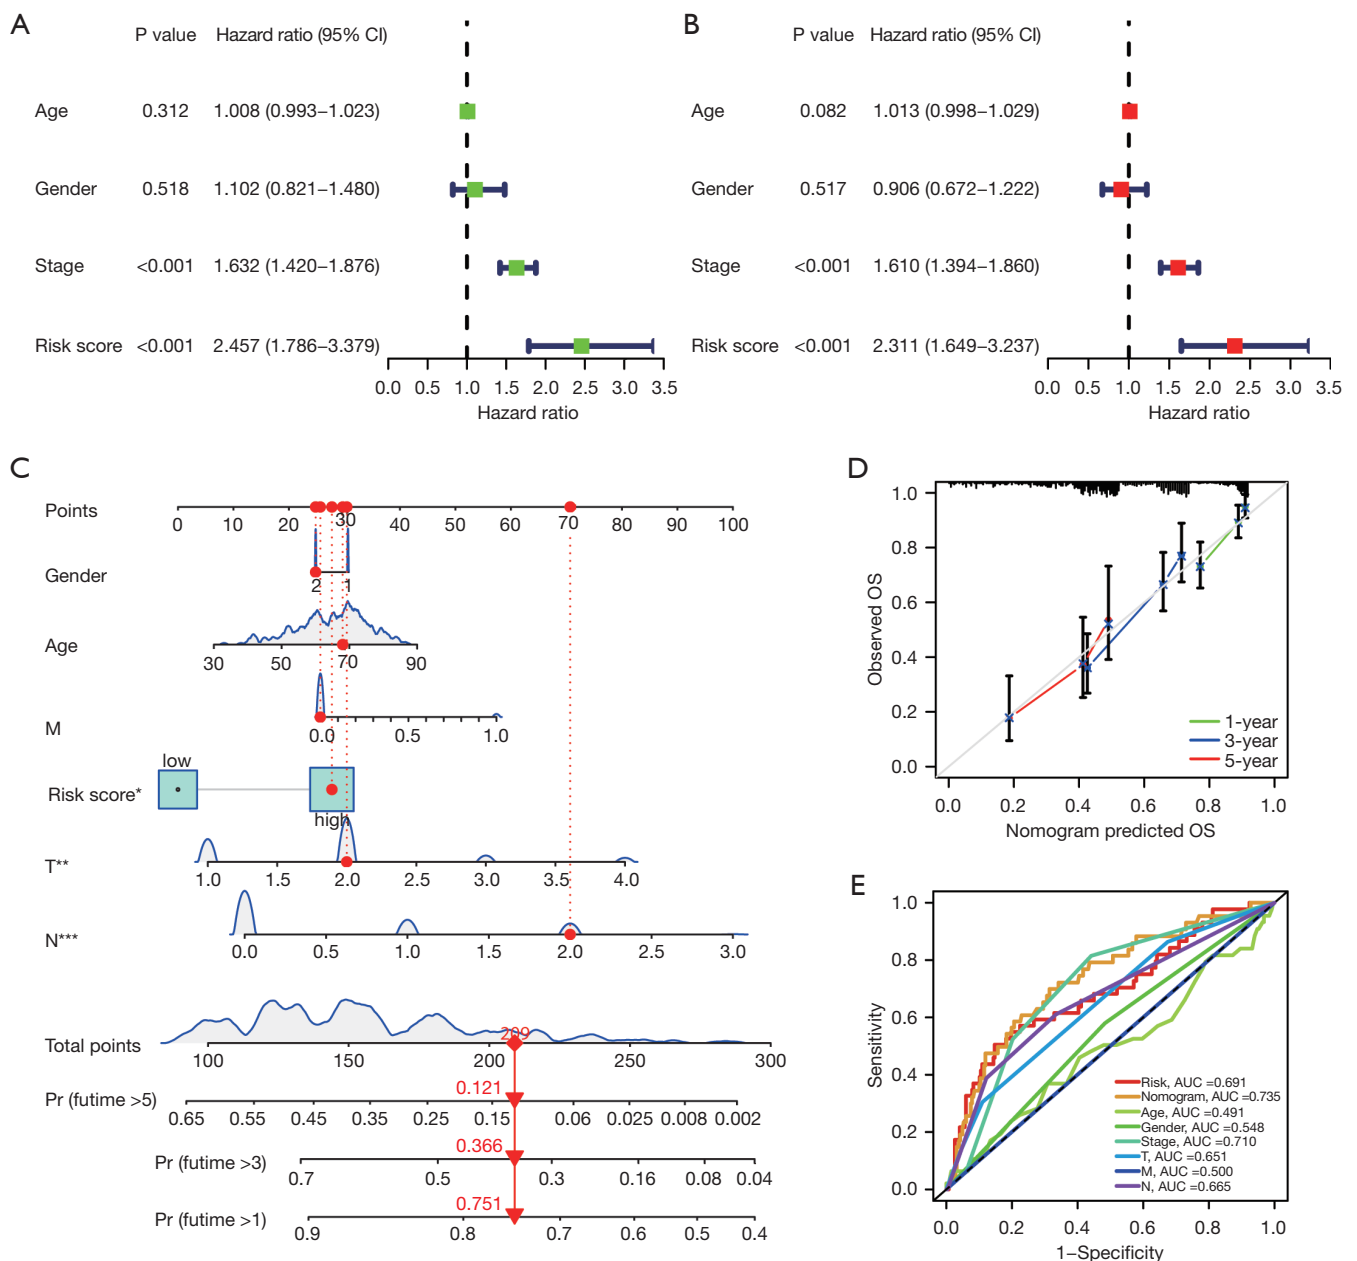 A
P value Hazard ratio (95% CI)
Age 0.312 1.008 (0.993−1.023)
Gender 0.518 1.102 (0.821−1.480)
Stage <0.001 1.632 (1.420−1.876)
Risk score <0.001 2.457 (1.786−3.379)
0.0 0.5 1.0 1.5 2.0 2.5 3.0 3.5
Hazard ratio
B
P value Hazard ratio (95% CI)
Age 0.082 1.013 (0.998−1.029)
Gender 0.517 0.906 (0.672−1.222)
Stage <0.001 1.610 (1.394−1.860)
Risk score <0.001 2.311 (1.649−3.237)
0.0 0.5 1.0 1.5 2.0 2.5 3.0 3.5
Hazard ratio
C
Points
0 10 20 30 40 50 60 70 80 90 100
Gender
2 1
Age
30 50 70 90
M
0.0 0.5 1.0
low
Risk score*
high
T**
1.0 1.5 2.0 2.5 3.0 3.5 4.0
N***
0.0 0.5 1.0 1.5 2.0 2.5 3.0
Total points
209
100 150 200 250 300
0.121
Pr (futime >5)
0.65 0.55 0.45 0.35 0.25 0.15 0.06 0.025 0.008 0.002
0.366
Pr (futime >3)
0.7 0.5 0.3 0.16 0.08 0.04
0.751
Pr (futime >1)
0.9 0.8 0.7 0.6 0.5 0.4
D
Observed OS
1.0
0.8
0.6
0.4
0.2
0.0
1-year
3-year
5-year
0.0 0.2 0.4 0.6 0.8 1.0
Nomogram predicted OS
E
Sensitivity
1.0
0.8
0.6
0.4
0.2
0.0
Risk, AUC =0.691
Nomogram, AUC =0.735
Age, AUC =0.491
Gender, AUC =0.548
Stage, AUC =0.710
T, AUC =0.651
M, AUC =0.500
N, AUC =0.665
0.0 0.2 0.4 0.6 0.8 1.0
1−Specificity